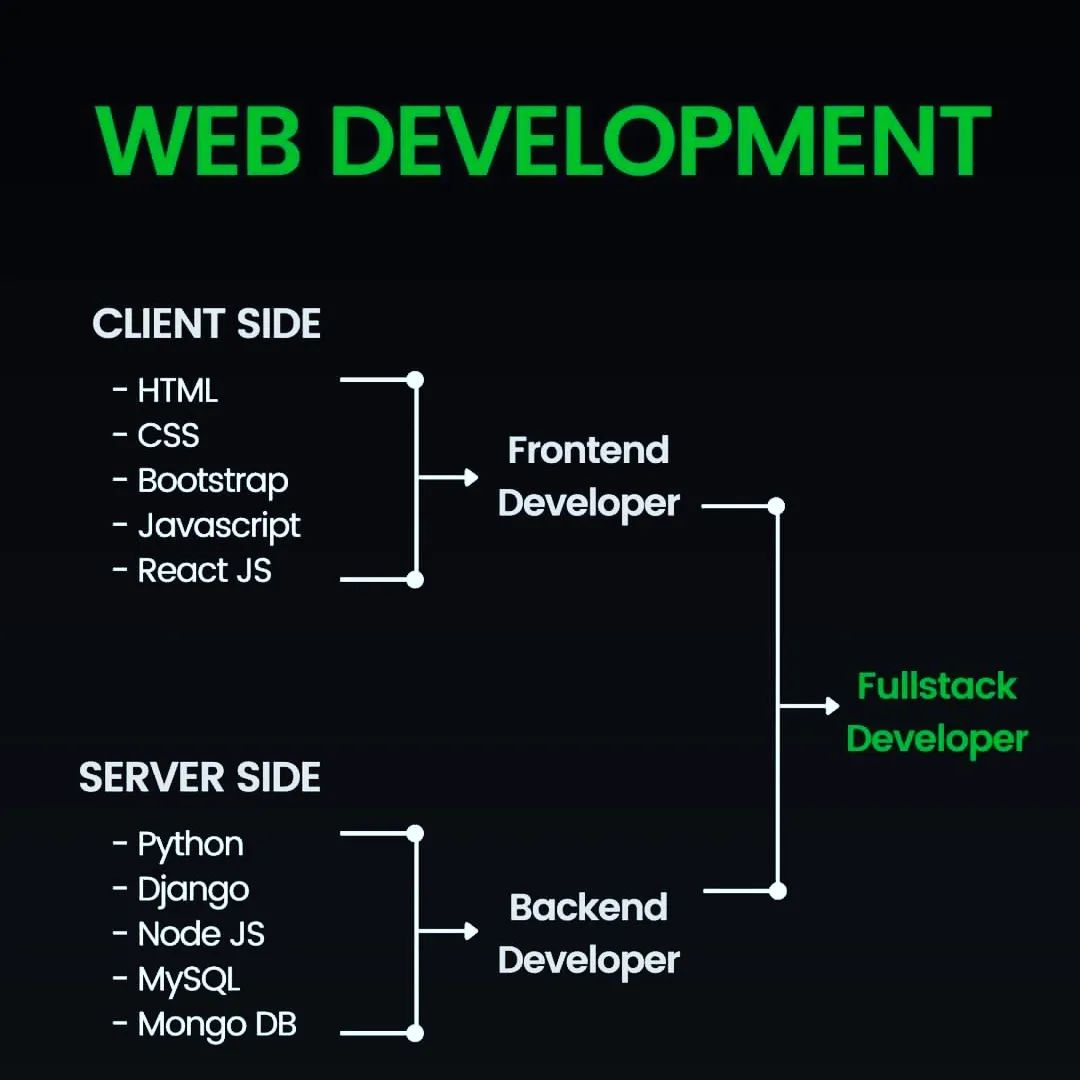 WEB DEVELOPMENT
CLIENT SIDE
- HTML
- CSS
- Bootstrap
- Javascript
- React JS
Frontend
Developer
SERVER SIDE
- Python
- Django
- Node JS
- MySQL
- Mongo DB
Backend
Developer
Fullstack
Developer